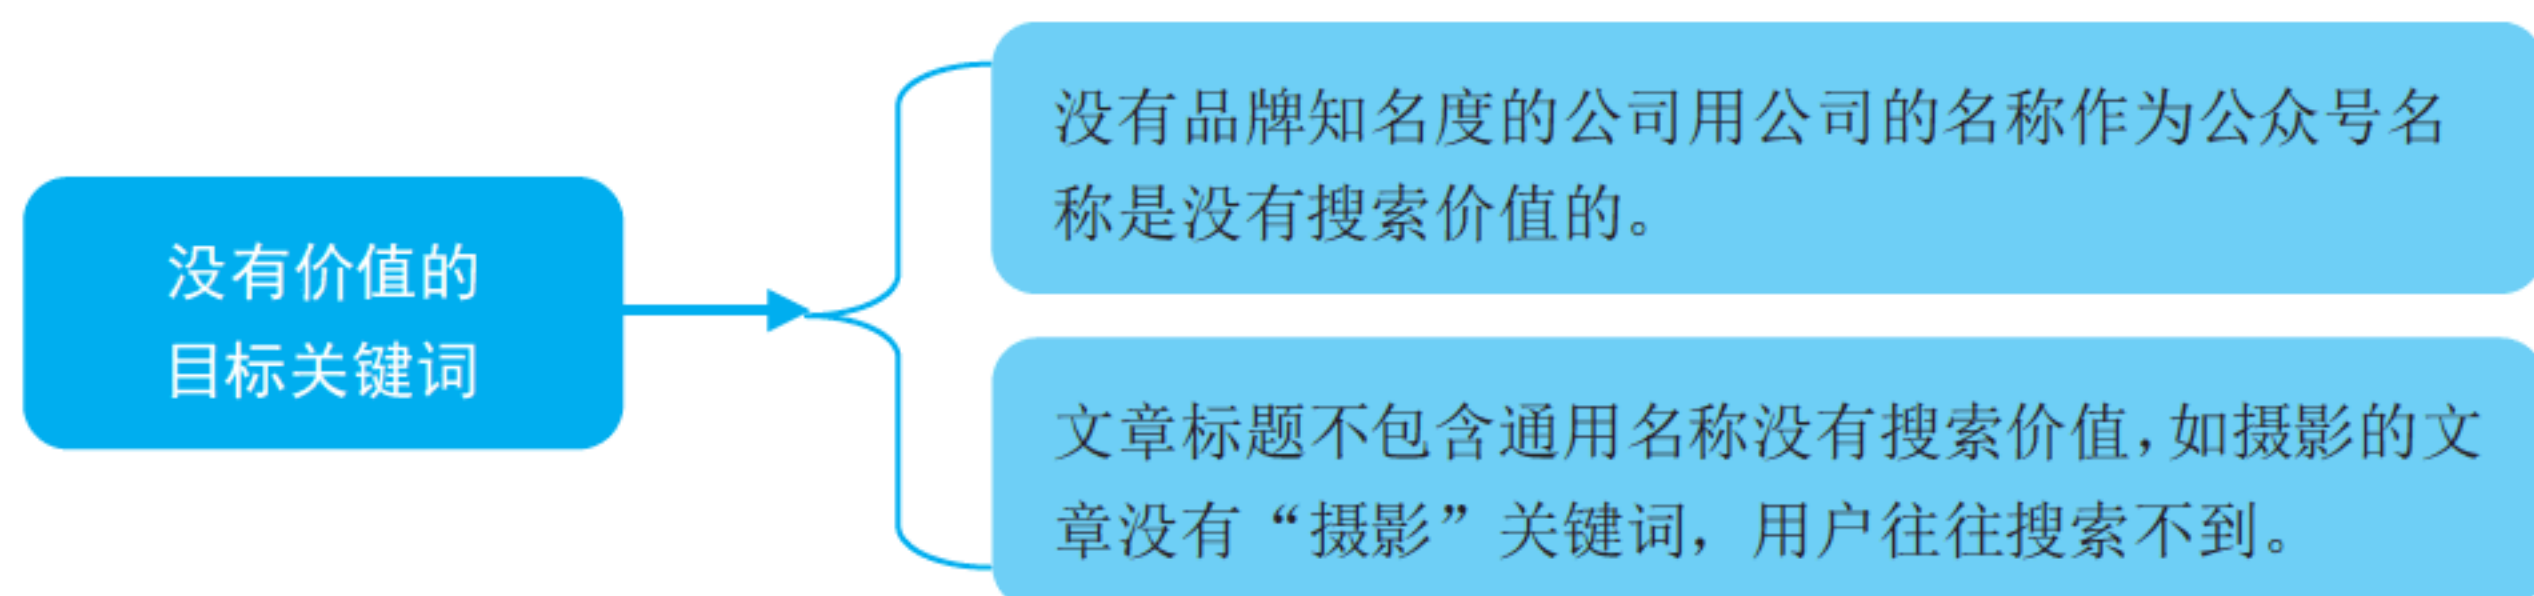 没有价值的
目标关键词
没有品牌知名度的公司用公司的名称作为公众号名
称是没有搜索价值的。
文章标题不包含通用名称没有搜索价值，如摄影的文
章没有“摄影”关键词，用户往往搜索不到。